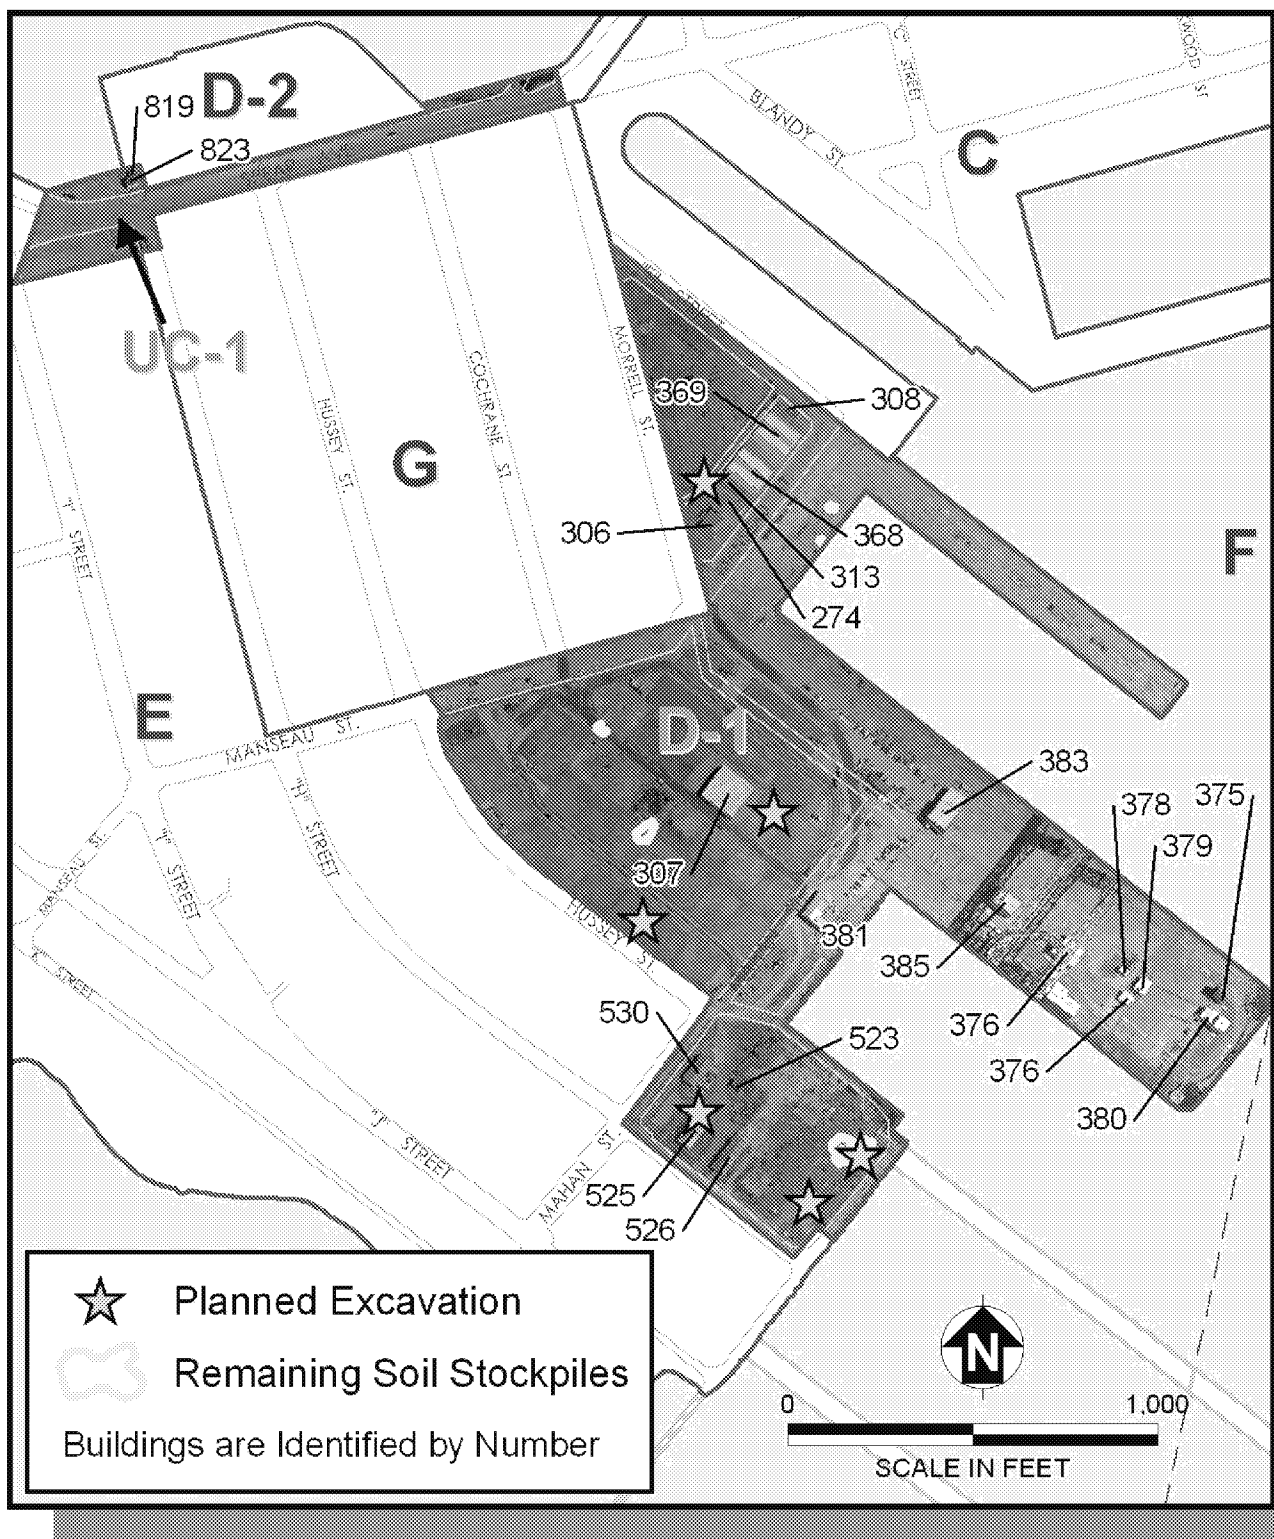 819 D-2
823
BLANDY ST.
"C" STREET
C
UC-1
MORRELL ST.
COCHRANE ST.
HUSSEY ST.
369
308
G
306
368
313
274
F
"I" STREET
E
MANSEAU ST.
D-1
383
378
375
379
"H" STREET
307
MANSEAU ST.
"I" STREET
HUSSEY ST.
381
385
"K" STREET
376
530
523
376
380
"J" STREET
MAHAN ST.
525
526
Planned Excavation
Remaining Soil Stockpiles
Buildings are Identified by Number
N
0 1,000
SCALE IN FEET